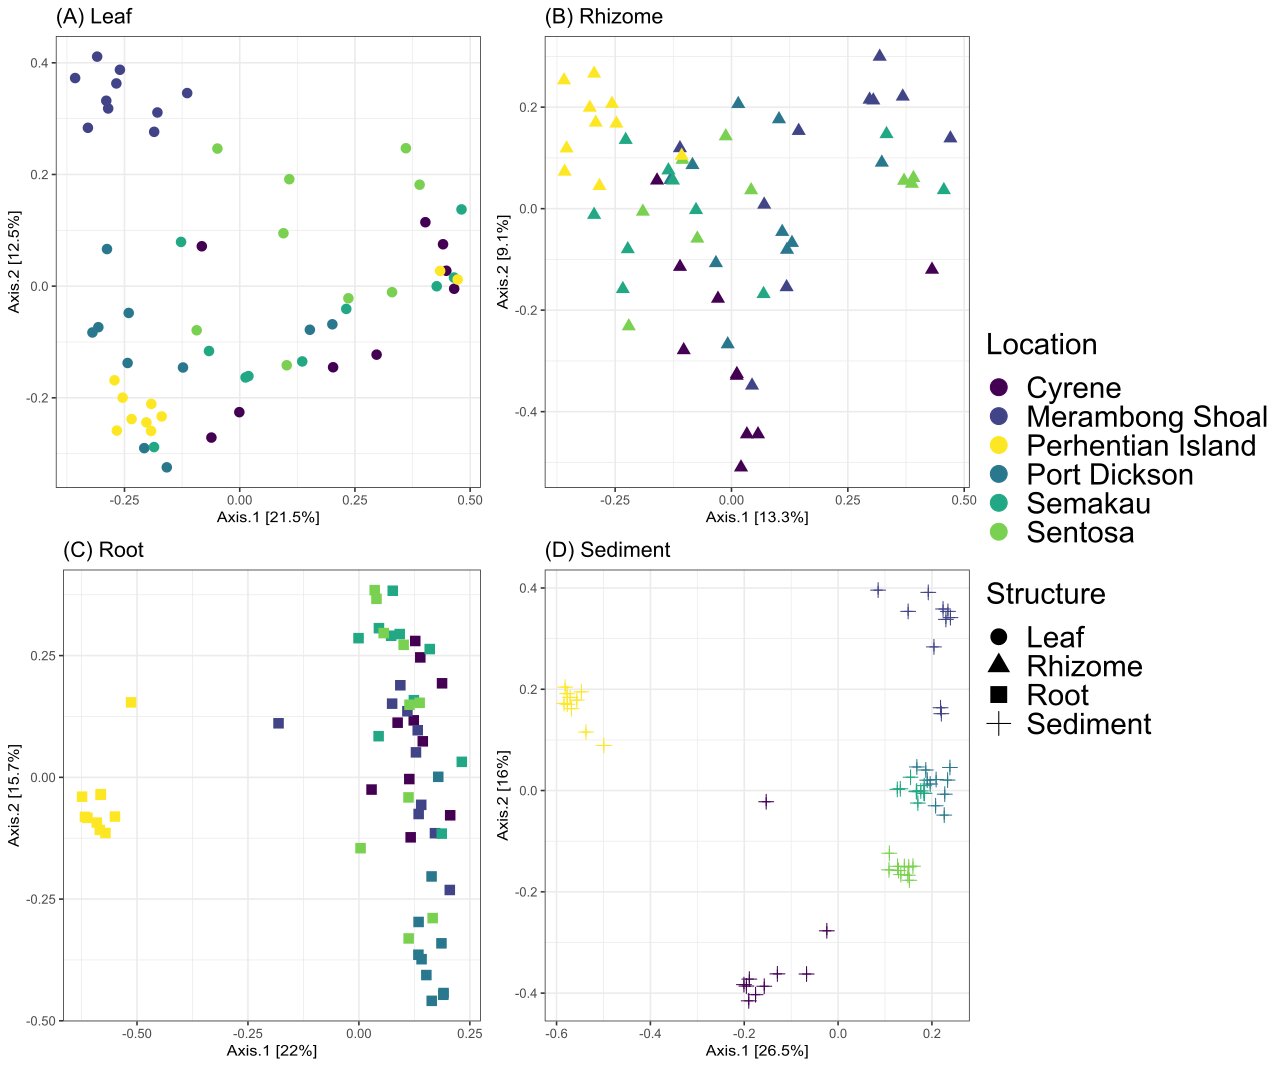 (A) Leaf
(B) Rhizome
0.4
0.2
0.0
-0.2
Axis.2 [12.5%]
-0.25
0.00
0.25
0.50
Axis.1 [21.5%]
0.2
0.0
-0.2
-0.4
Axis.2 [9.1%]
-0.25
0.00
0.25
0.50
Axis.1 [13.3%]
(C) Root
(D) Sediment
0.25
0.00
-0.25
-0.50
Axis.2 [15.7%]
-0.50
-0.25
0.00
0.25
Axis.1 [22%]
0.4
0.2
0.0
-0.2
-0.4
Axis.2 [16%]
-0.6
-0.4
-0.2
0.0
0.2
Axis.1 [26.5%]
Location
Cyrene
Merambong Shoal
Perhentian Island
Port Dickson
Semakau
Sentosa
Structure
Leaf
Rhizome
Root
Sediment